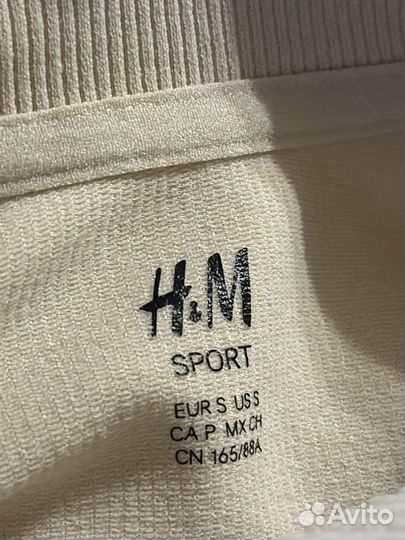 H&M
SPORT
EUR S US S
CA P MX CH
CN 165/88A
Avito